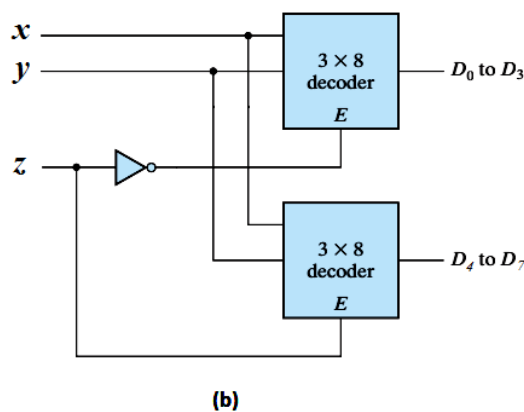 x
y
z
3 × 8
decoder
E
D₀ to D₃
3 × 8
decoder
E
D₄ to D₇
(b)